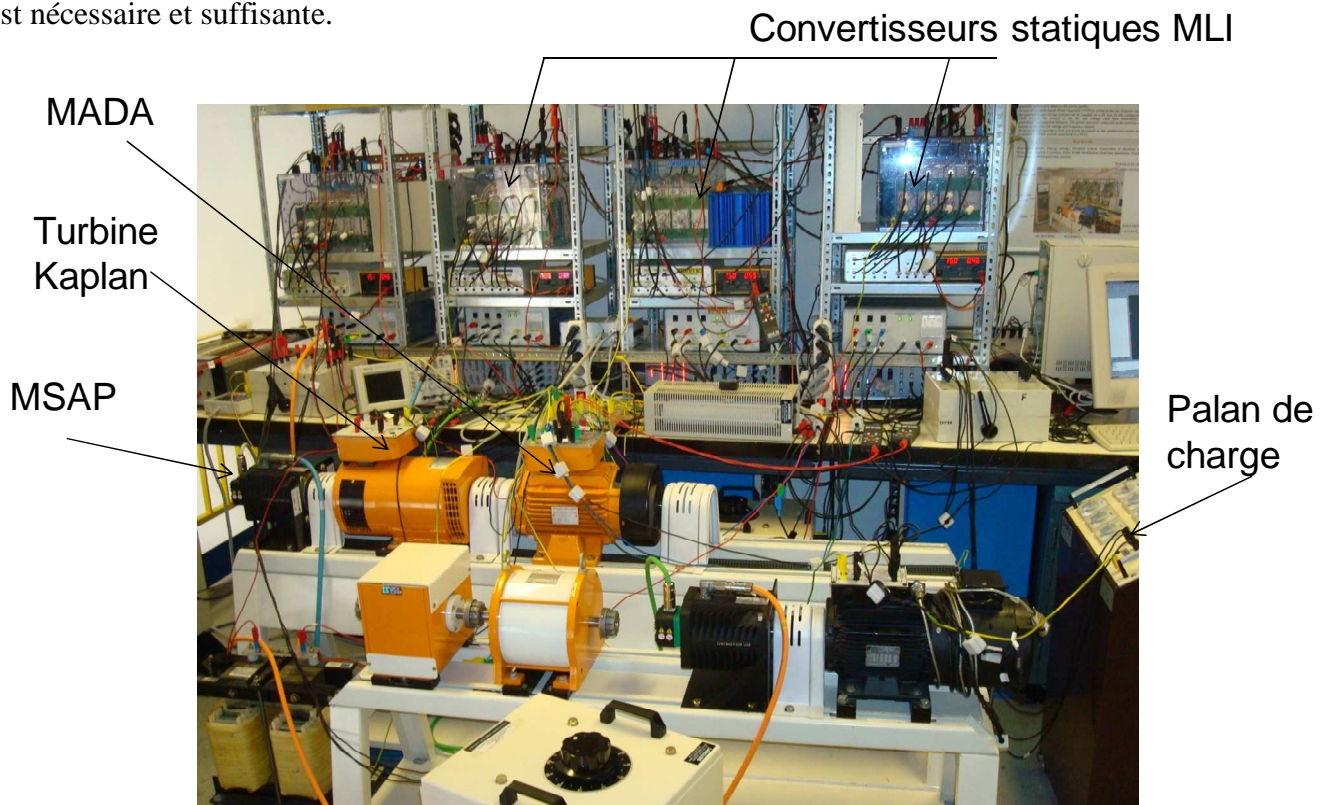 st nécessaire et suffisante.
Convertisseurs statiques MLI
MADA
Turbine
Kaplan
MSAP
Palan de
charge